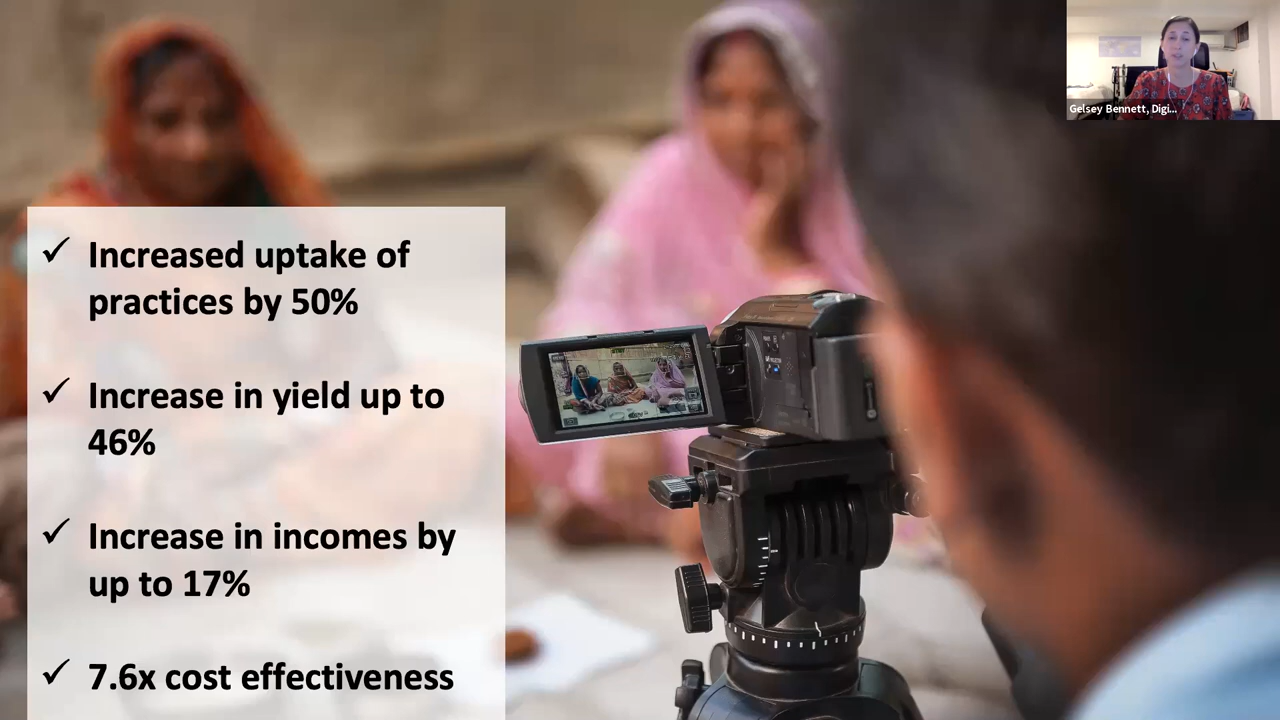 Gelsey Bennett, Digi...
✓ Increased uptake of
practices by 50%
✓ Increase in yield up to
46%
✓ Increase in incomes by
up to 17%
✓ 7.6x cost effectiveness